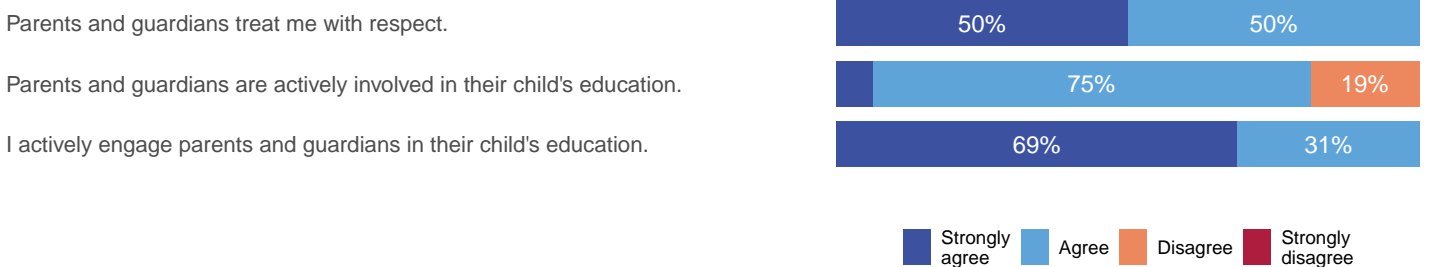 Parents and guardians treat me with respect.
50% 50%
Parents and guardians are actively involved in their child's education.
75% 19%
I actively engage parents and guardians in their child's education.
69% 31%
Strongly agree
Agree
Disagree
Strongly disagree